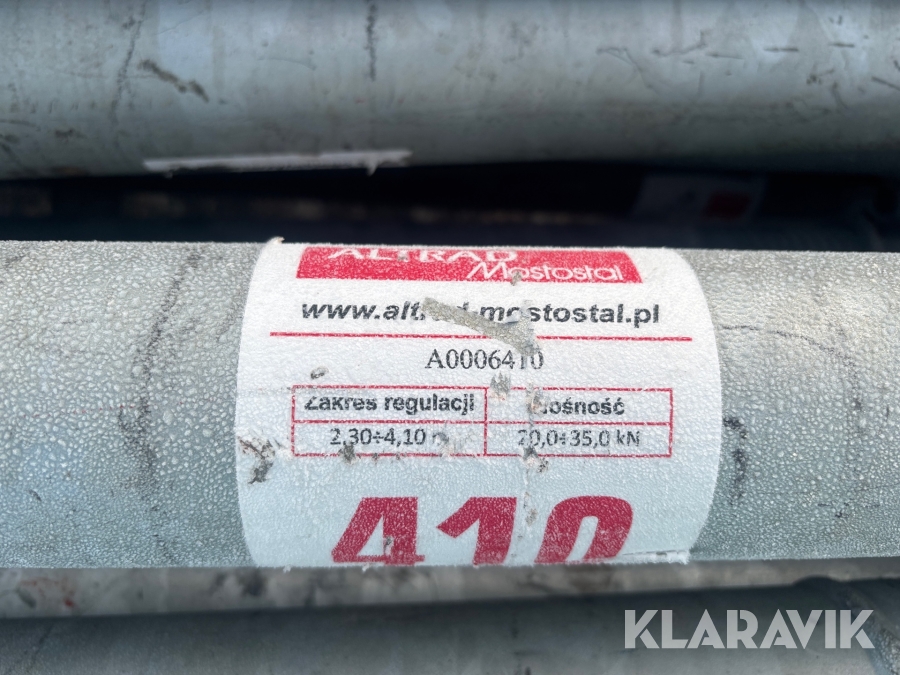 ALTRAD
Mostostal
www.altrad-mostostal.pl
A0006410
Zakres regulacji
Nośność
2,30÷4,10 m
20,0÷35,0 kN
410
KLARAVIK